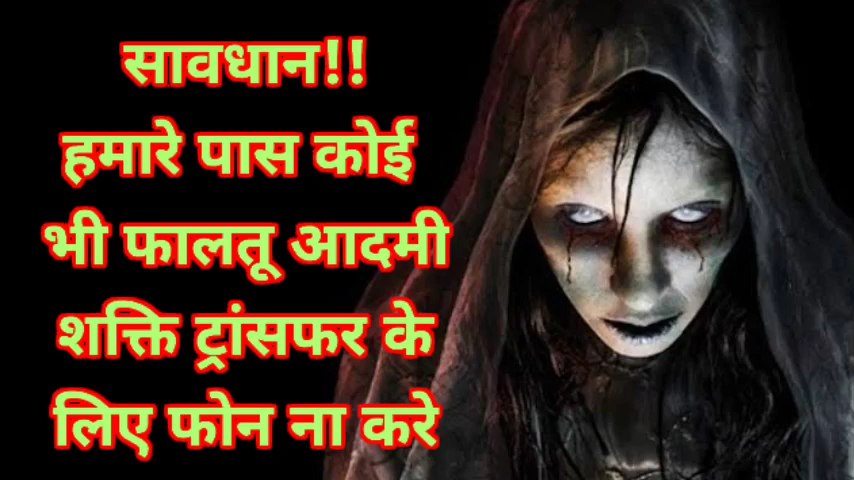 सावधान!!
हमारे पास कोई
भी फालतू आदमी
शक्ति ट्रांसफर के
लिए फोन ना करे